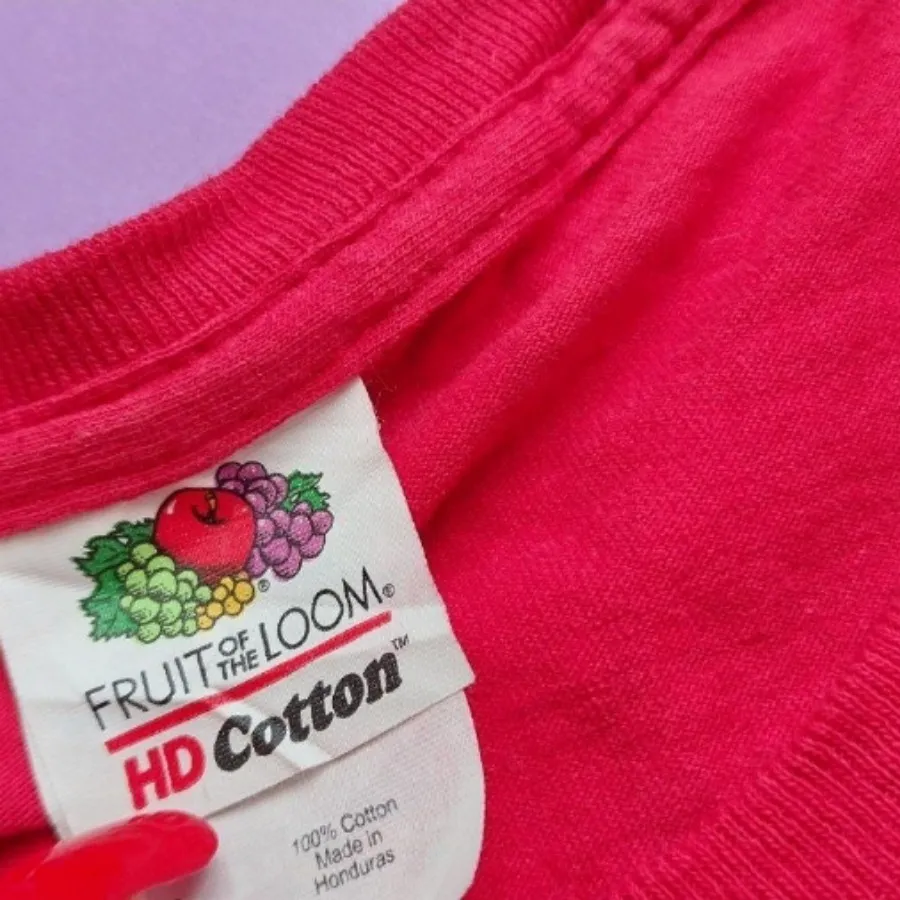 ®
FRUIT OF THE LOOM®
HD Cotton™
100% Cotton
Made in
Honduras